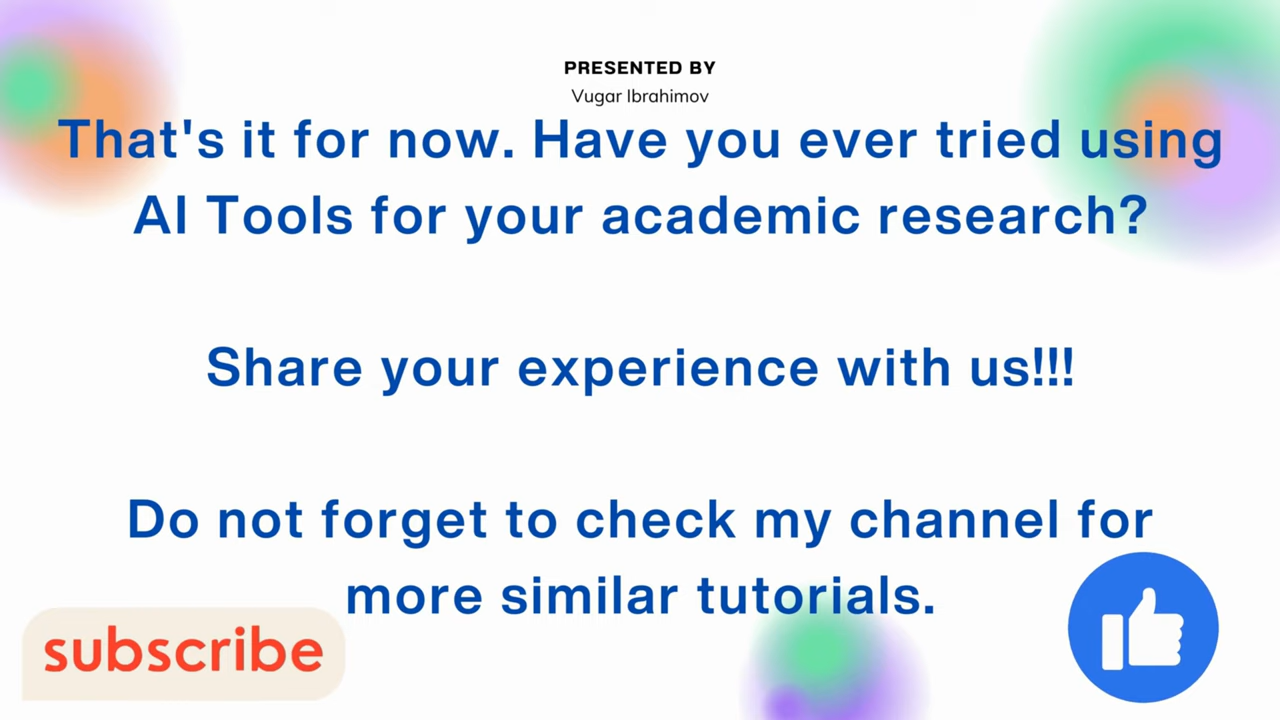 PRESENTED BY
Vugar Ibrahimov
That's it for now. Have you ever tried using
AI Tools for your academic research?
Share your experience with us!!!
Do not forget to check my channel for
more similar tutorials.
subscribe